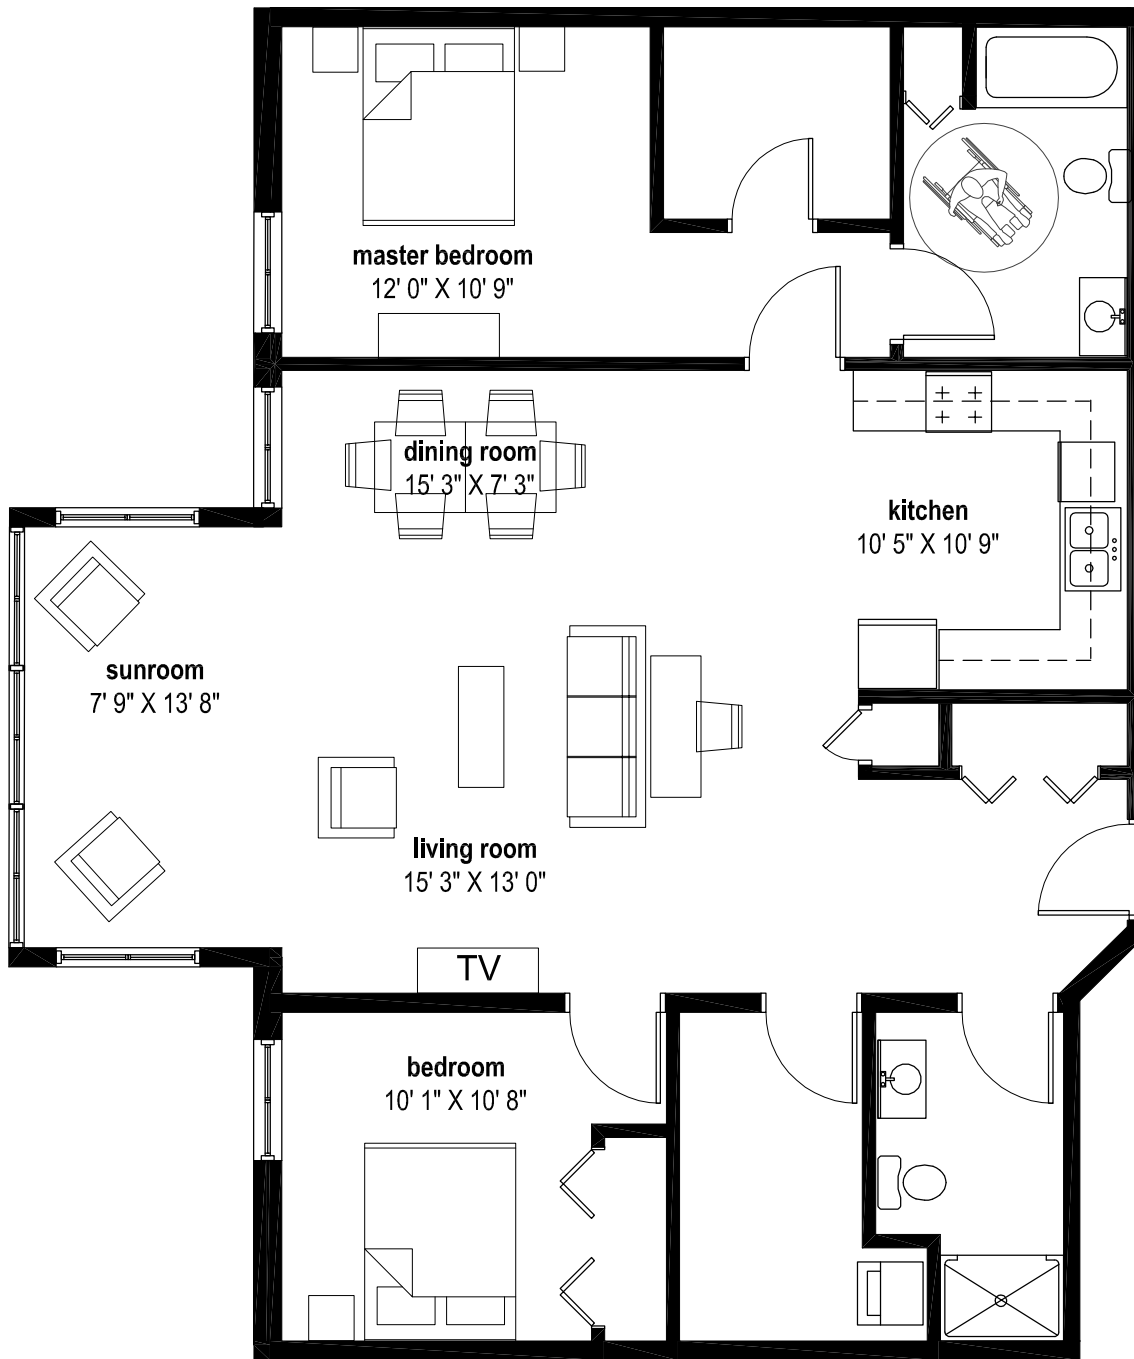 master bedroom
12' 0" X 10' 9"
dining room
15' 3" X 7' 3"
kitchen
10' 5" X 10' 9"
sunroom
7' 9" X 13' 8"
living room
15' 3" X 13' 0"
TV
bedroom
10' 1" X 10' 8"